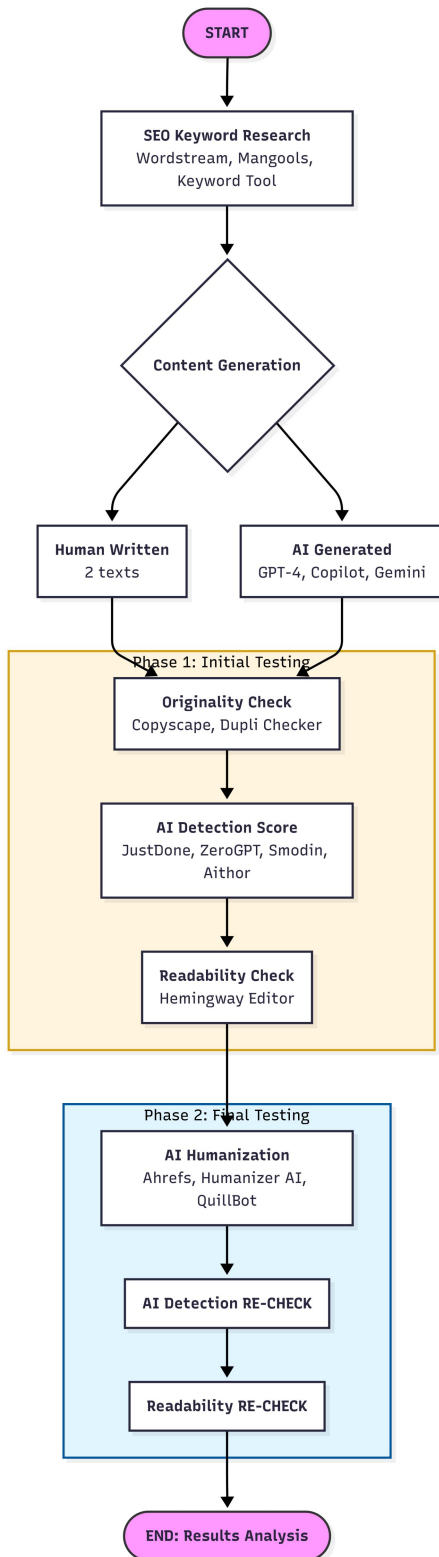 START
SEO Keyword Research
Wordstream, Mangools,
Keyword Tool
Content Generation
Human Written
2 texts
AI Generated
GPT-4, Copilot, Gemini
Phase 1: Initial Testing
Originality Check
Copyscape, Dupli Checker
AI Detection Score
JustDone, ZeroGPT, Smodin,
Aithor
Readability Check
Hemingway Editor
Phase 2: Final Testing
AI Humanization
Ahrefs, Humanizer AI,
QuillBot
AI Detection RE-CHECK
Readability RE-CHECK
END: Results Analysis